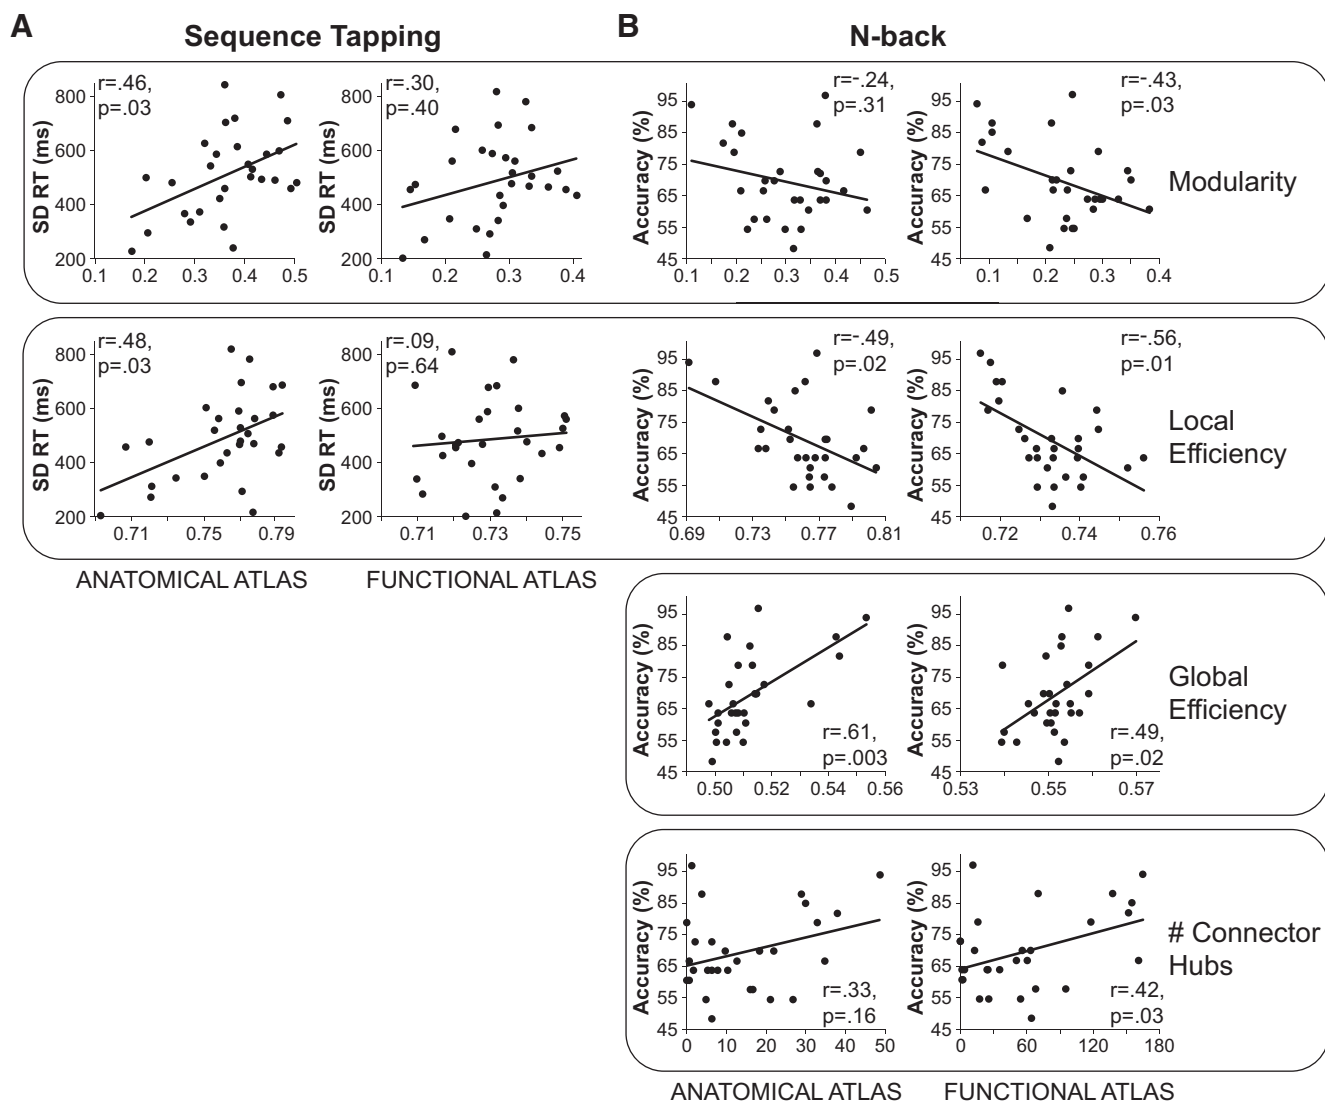 A
Sequence Tapping
B
N-back
SD RT (ms)
800
600
400
200
r=.46,
p=.03
0.1 0.2 0.3 0.4 0.5
SD RT (ms)
800
600
400
200
r=.30,
p=.40
0.1 0.2 0.3 0.4
Accuracy (%)
95
85
75
65
55
45
r=-.24,
p=.31
0.1 0.2 0.3 0.4 0.5
Accuracy (%)
95
85
75
65
55
45
r=-.43,
p=.03
0.1 0.2 0.3 0.4
Modularity
SD RT (ms)
800
600
400
200
r=.48,
p=.03
0.71 0.75 0.79
SD RT (ms)
800
600
400
200
r=.09,
p=.64
0.71 0.73 0.75
Accuracy (%)
95
85
75
65
55
45
r=-.49,
p=.02
0.69 0.73 0.77 0.81
Accuracy (%)
95
85
75
65
55
45
r=-.56,
p=.01
0.72 0.74 0.76
Local
Efficiency
ANATOMICAL ATLAS
FUNCTIONAL ATLAS
Accuracy (%)
95
85
75
65
55
45
r=.61,
p=.003
0.50 0.52 0.54 0.56
Accuracy (%)
95
85
75
65
55
45
r=.49,
p=.02
0.53 0.55 0.57
Global
Efficiency
Accuracy (%)
95
85
75
65
55
45
r=.33,
p=.16
0 10 20 30 40 50
Accuracy (%)
95
85
75
65
55
45
r=.42,
p=.03
0 60 120 180
# Connector
Hubs
ANATOMICAL ATLAS
FUNCTIONAL ATLAS